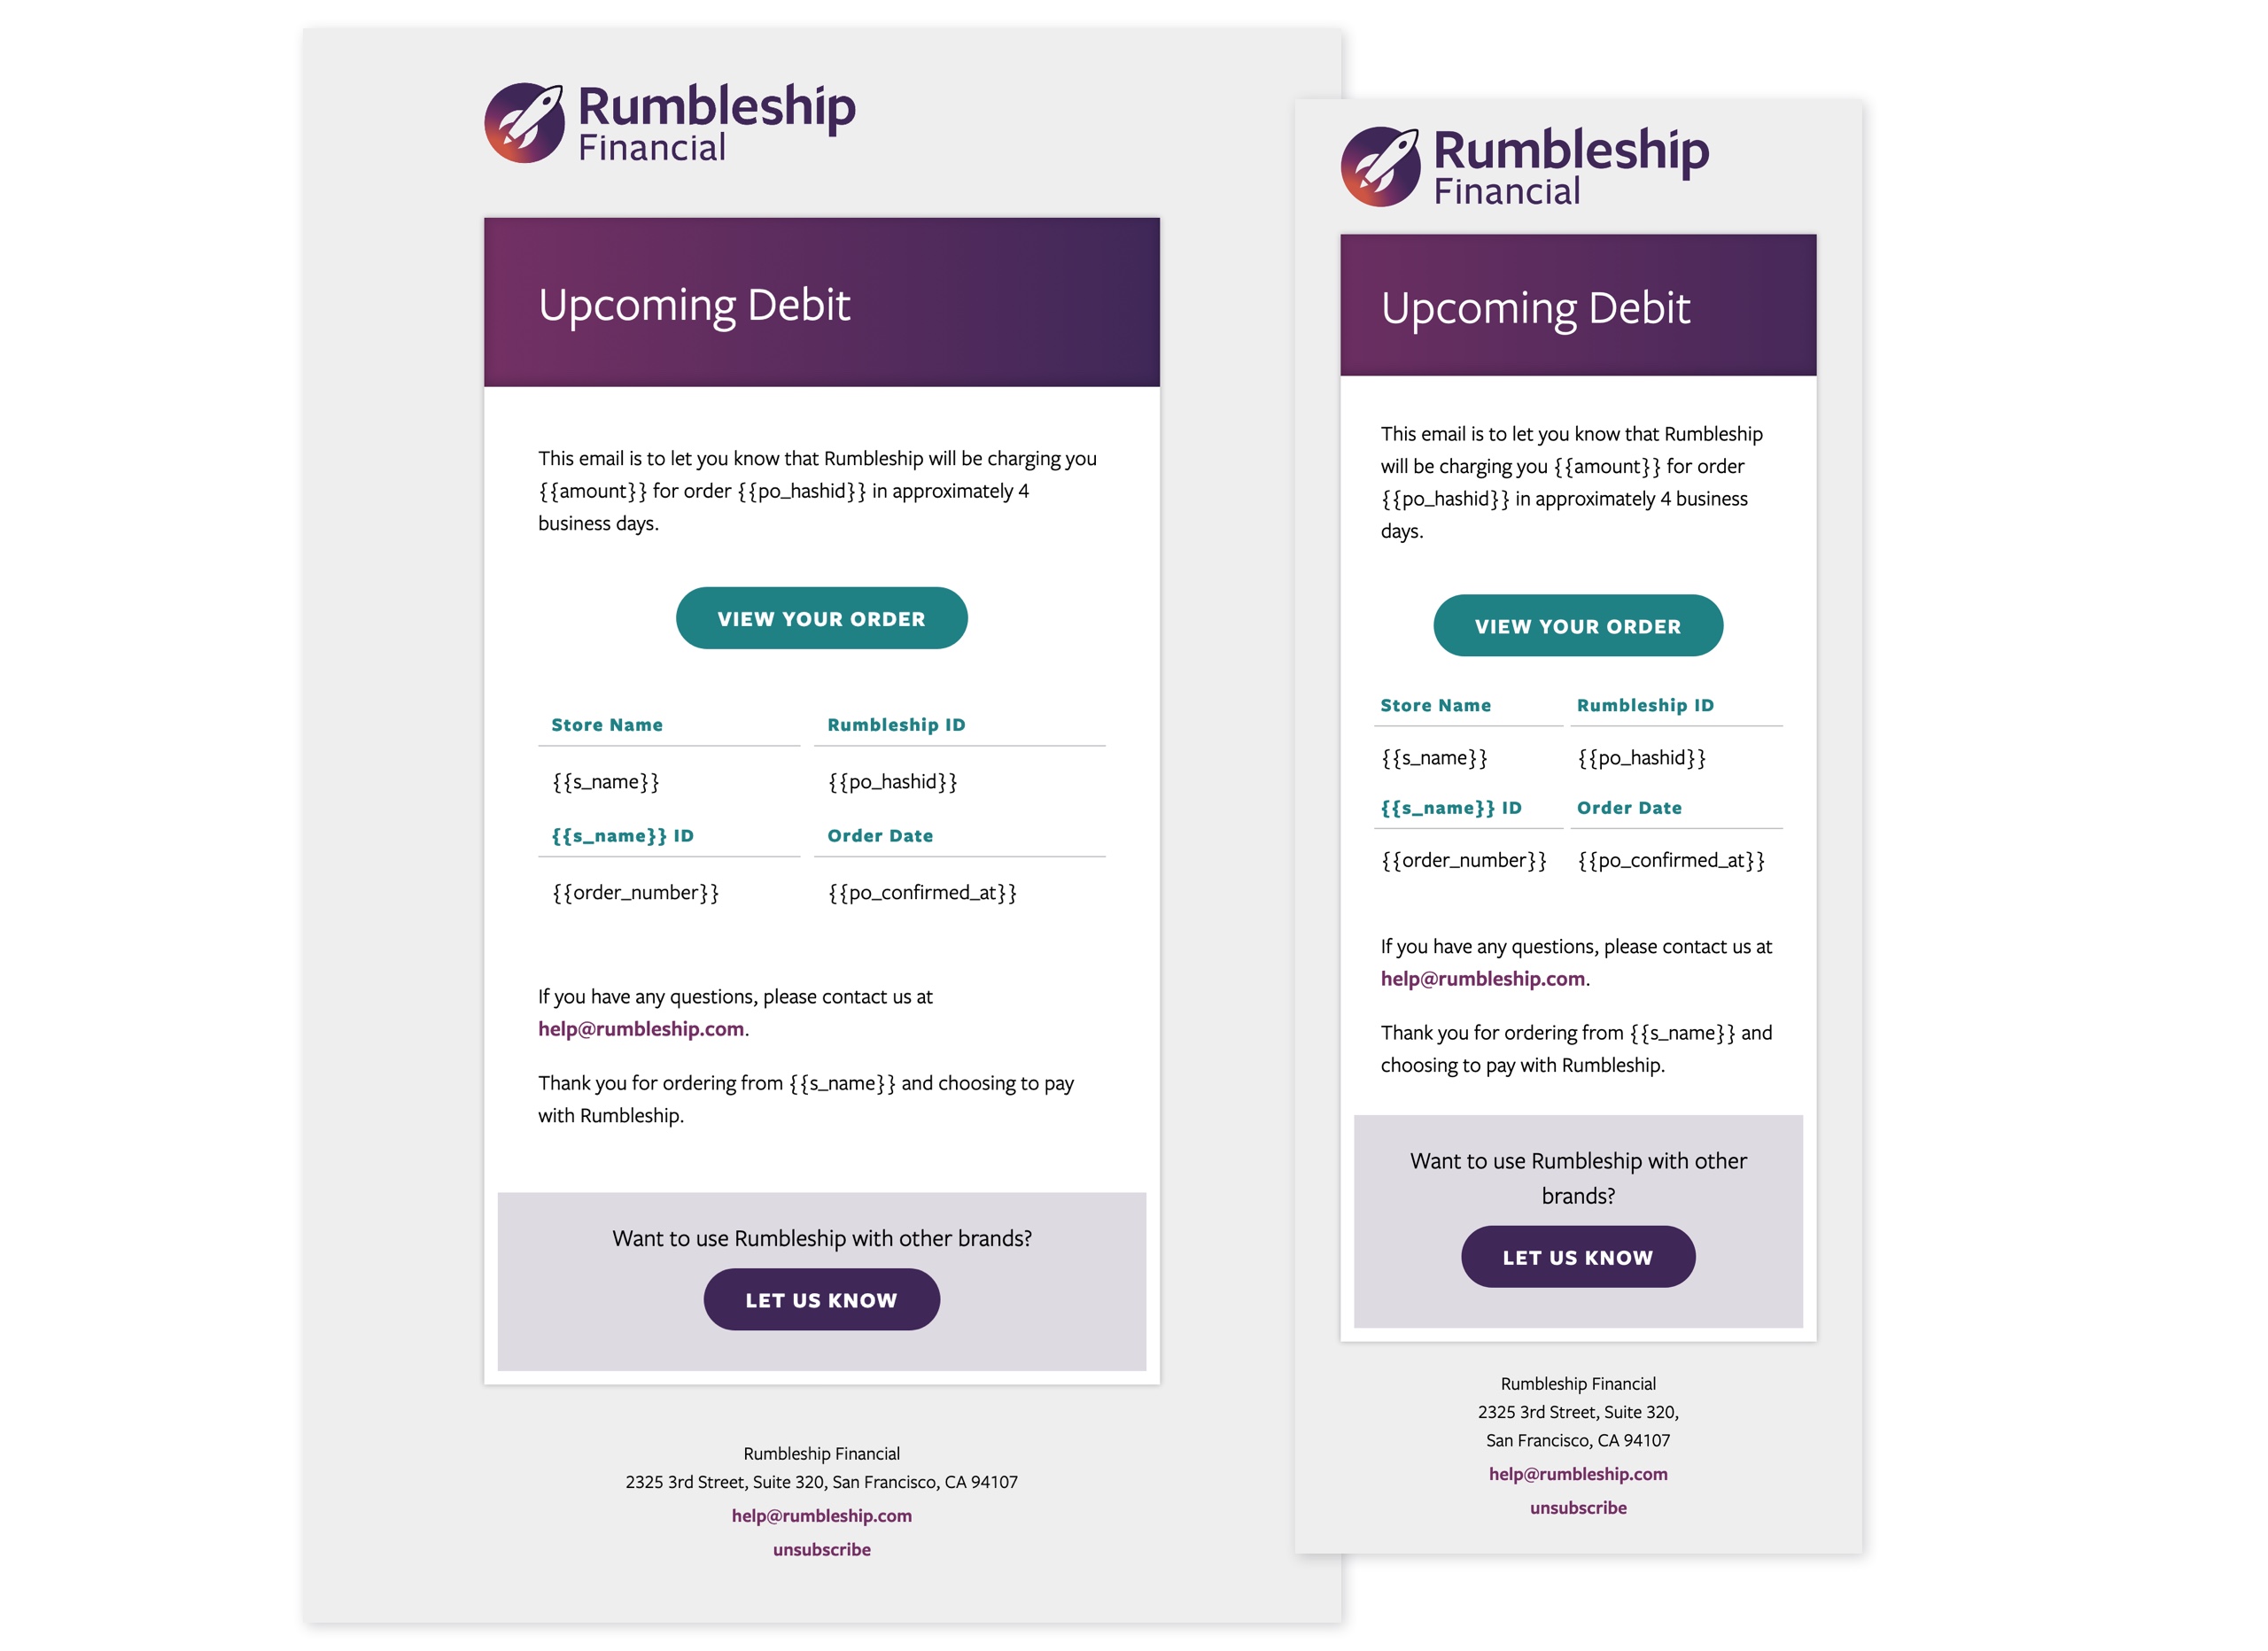 Rumbleship
Financial
Upcoming Debit
This email is to let you know that Rumbleship will be charging you
{{amount}} for order {{po_hashid}} in approximately 4
business days.
VIEW YOUR ORDER
Store Name Rumbleship ID
{{s_name}} {{po_hashid}}
{{s_name}} ID Order Date
{{order_number}} {{po_confirmed_at}}
If you have any questions, please contact us at
help@rumbleship.com.
Thank you for ordering from {{s_name}} and choosing to pay
with Rumbleship.
Want to use Rumbleship with other brands?
LET US KNOW
Rumbleship Financial
2325 3rd Street, Suite 320, San Francisco, CA 94107
help@rumbleship.com
unsubscribe
Rumbleship
Financial
Upcoming Debit
This email is to let you know that Rumbleship
will be charging you {{amount}} for order
{{po_hashid}} in approximately 4 business
days.
VIEW YOUR ORDER
Store Name Rumbleship ID
{{s_name}} {{po_hashid}}
{{s_name}} ID Order Date
{{order_number}} {{po_confirmed_at}}
If you have any questions, please contact us at
help@rumbleship.com.
Thank you for ordering from {{s_name}} and
choosing to pay with Rumbleship.
Want to use Rumbleship with other
brands?
LET US KNOW
Rumbleship Financial
2325 3rd Street, Suite 320,
San Francisco, CA 94107
help@rumbleship.com
unsubscribe